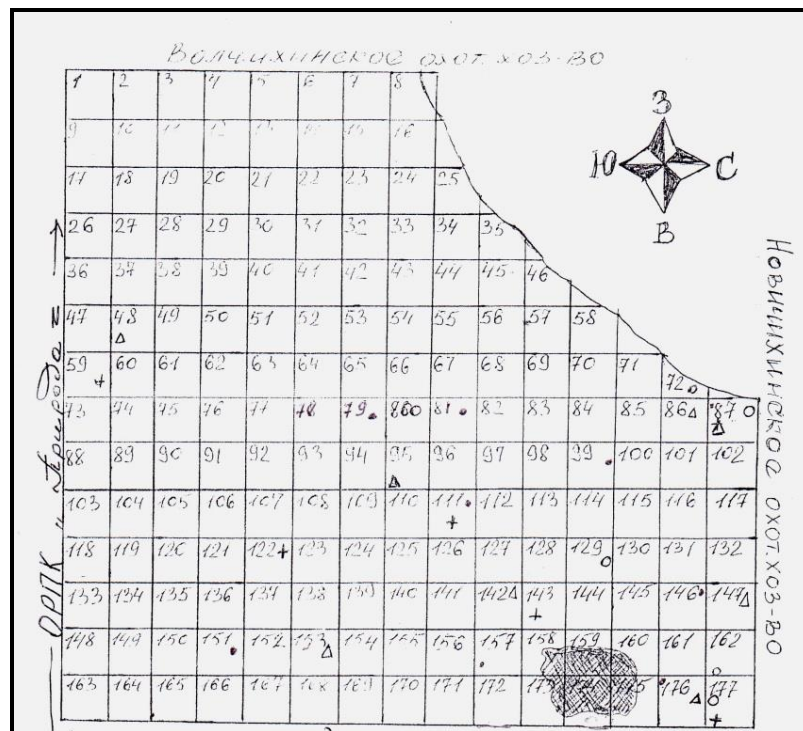 Волчихинское охот. хоз-во
1 2 3 4 5 6 7 8
З
9 10 11 12 13 14 15 16
Ю С
17 18 19 20 21 22 23 24 25
В
26 27 28 29 30 31 32 33 34 35
36 37 38 39 40 41 42 43 44 45 46
47 48 49 50 51 52 53 54 55 56 57 58
59 60 61 62 63 64 65 66 67 68 69 70 71 72
73 74 75 76 77 78 79 80 81 82 83 84 85 86 87
88 89 90 91 92 93 94 95 96 97 98 99 100 101 102
103 104 105 106 107 108 109 110 111 112 113 114 115 116 117
118 119 120 121 122 123 124 125 126 127 128 129 130 131 132
133 134 135 136 137 138 139 140 141 142 143 144 145 146 147
148 149 150 151 152 153 154 155 156 157 158 159 160 161 162
163 164 165 166 167 168 169 170 171 172 173 175 176 177
ОРПК „Природа"
Новичихинское охот. хоз-во